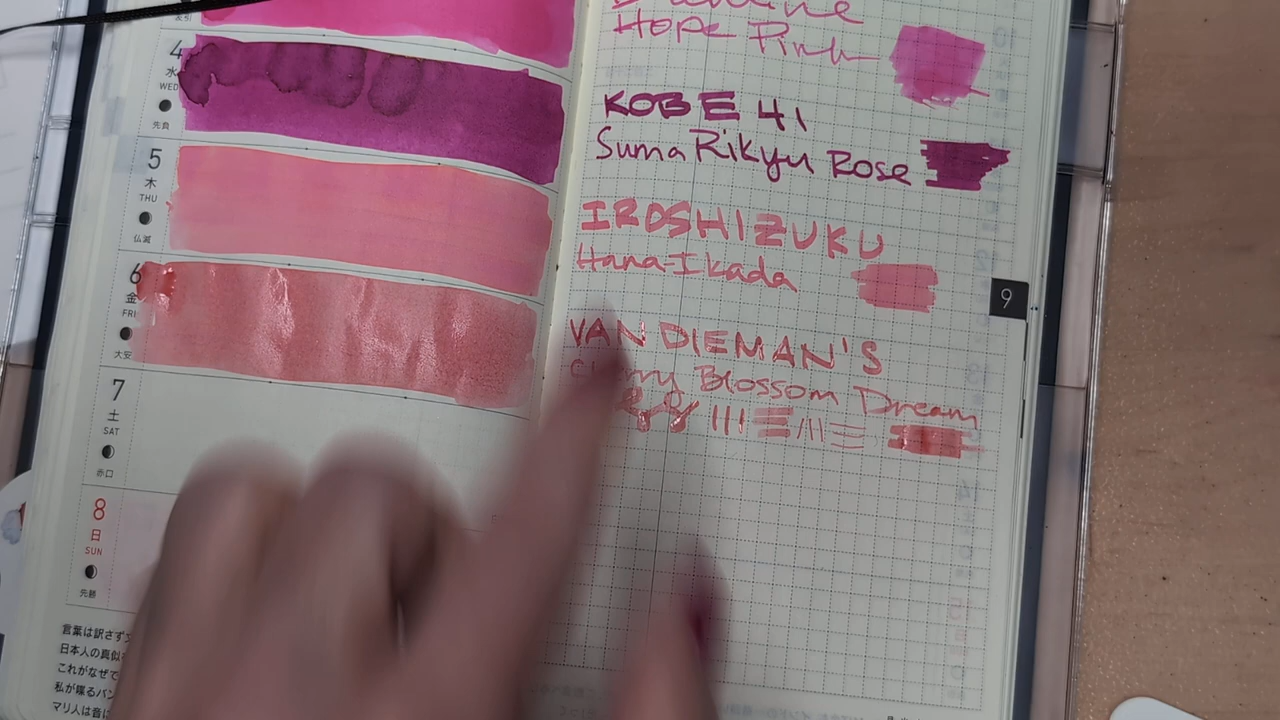 4
水
WED
先負
5
木
THU
仏滅
6
金
FRI
大安
7
土
SAT
赤口
8
日
SUN
先勝
言葉は訳さず
日本人の真似
これがなぜで
私が喋るバン
マリ人は音に
Hope Pink
KOBE 41
Suma Rikyu Rose
IROSHIZUKU
Hana-Ikada
VAN DIEMAN'S
Cherry Blossom Dream
9